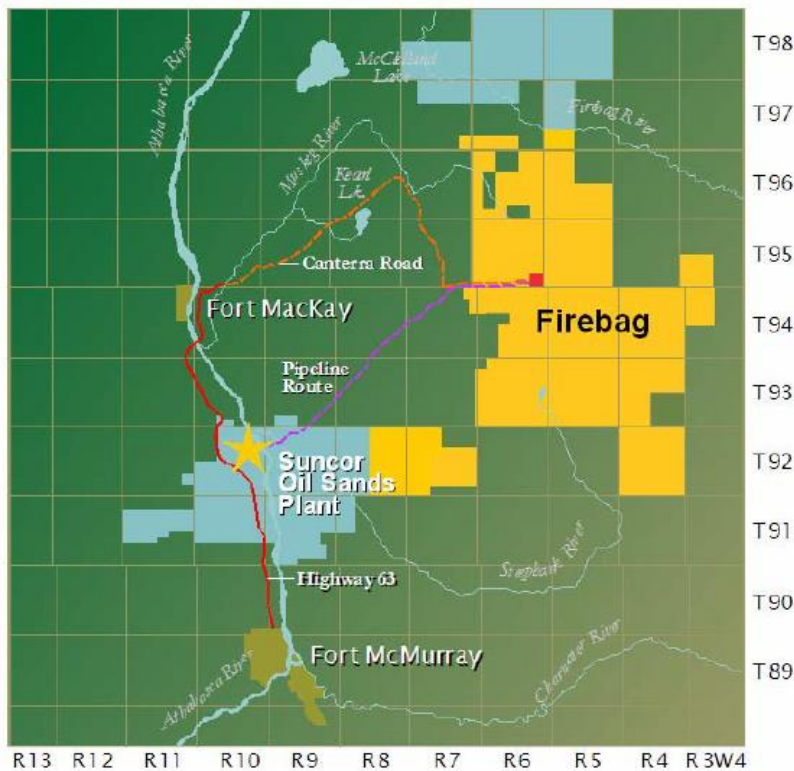 T98
McClelland
Lake
Athabasca River
T97
Firebag River
Muskeg River
Kearl
Lk.
T96
Canterra Road
T95
Fort MacKay
Firebag
T94
Pipeline
Route
T93
Suncor
Oil Sands
Plant
T92
T91
Steepbank River
Highway 63
T90
Fort McMurray
T89
Athabasca River
Clearwater River
R13 R12 R11 R10 R9 R8 R7 R6 R5 R4 R3W4